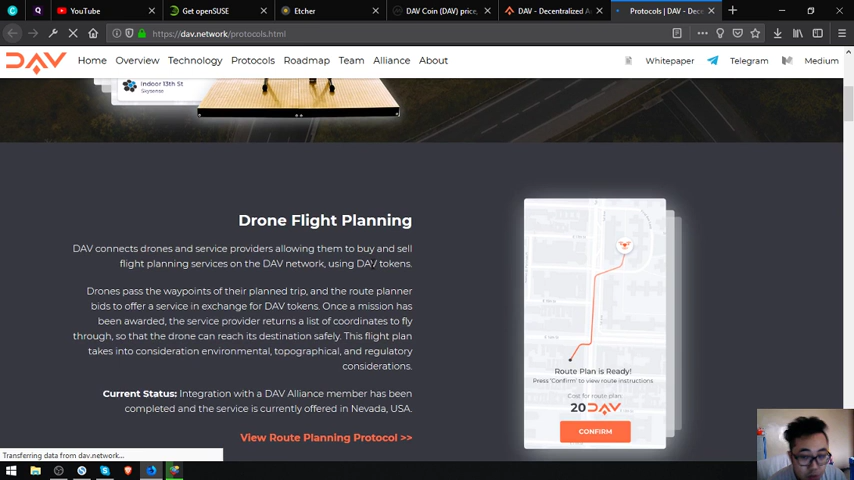 YouTube
Get openSUSE
Etcher
DAV Coin (DAV) price,
DAV - Decentralized A
Protocols | DAV - Dec
https://dav.network/protocols.html
DAV
Home Overview Technology Protocols Roadmap Team Alliance About
Whitepaper Telegram Medium
Indoor 13th St
Skysense
Drone Flight Planning
DAV connects drones and service providers allowing them to buy and sell
flight planning services on the DAV network, using DAV tokens.
Drones pass the waypoints of their planned trip, and the route planner
bids to offer a service in exchange for DAV tokens. Once a mission has
been awarded, the service provider returns a list of coordinates to fly
through, so that the drone can reach its destination safely. This flight plan
takes into consideration environmental, topographical, and regulatory
considerations.
Current Status: Integration with a DAV Alliance member has been
completed and the service is currently offered in Nevada, USA.
View Route Planning Protocol >>
Route Plan is Ready!
Press 'Confirm' to view route instructions
Cost for route plan
20 DAV
CONFIRM
Transferring data from dav.network...